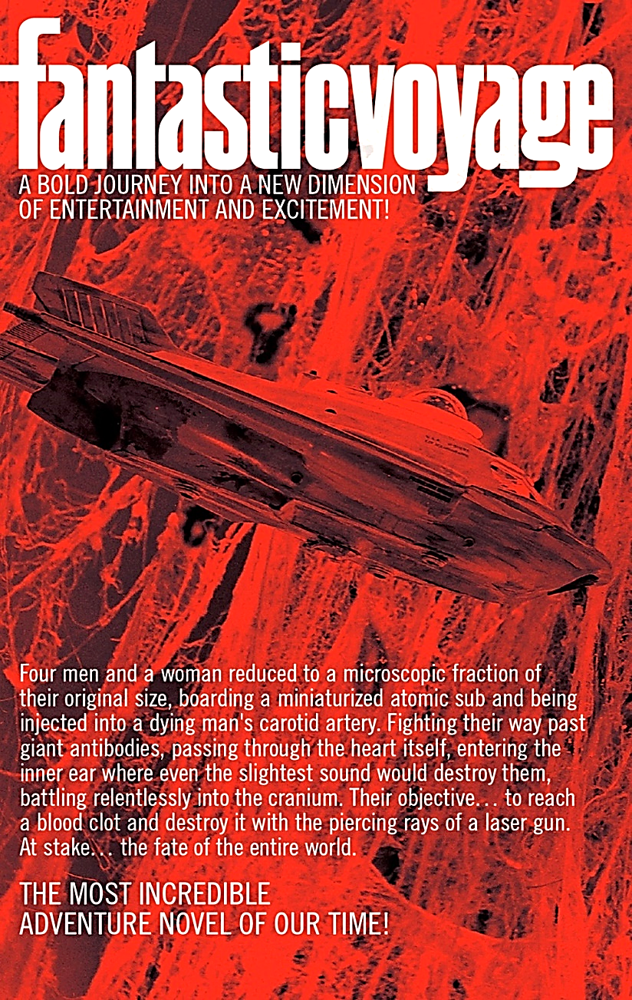 fantasticvoyage
A BOLD JOURNEY INTO A NEW DIMENSION
OF ENTERTAINMENT AND EXCITEMENT!
Four men and a woman reduced to a microscopic fraction of
their original size, boarding a miniaturized atomic sub and being
injected into a dying man's carotid artery. Fighting their way past
giant antibodies, passing through the heart itself, entering the
inner ear where even the slightest sound would destroy them,
battling relentlessly into the cranium. Their objective... to reach
a blood clot and destroy it with the piercing rays of a laser gun.
At stake... the fate of the entire world.
THE MOST INCREDIBLE
ADVENTURE NOVEL OF OUR TIME!